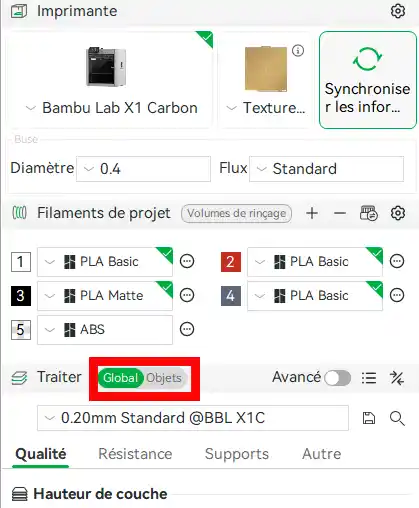 Imprimante
Bambu Lab X1 Carbon
Texture...
Synchronise
r les infor...
Buse
Diamètre
0.4
Flux
Standard
Filaments de projet
Volumes de rinçage
1 PLA Basic
2 PLA Basic
3 PLA Matte
4 PLA Basic
5 ABS
Traiter
Global Objets
Avancé
0.20mm Standard @BBL X1C
Qualité Résistance Supports Autre
Hauteur de couche